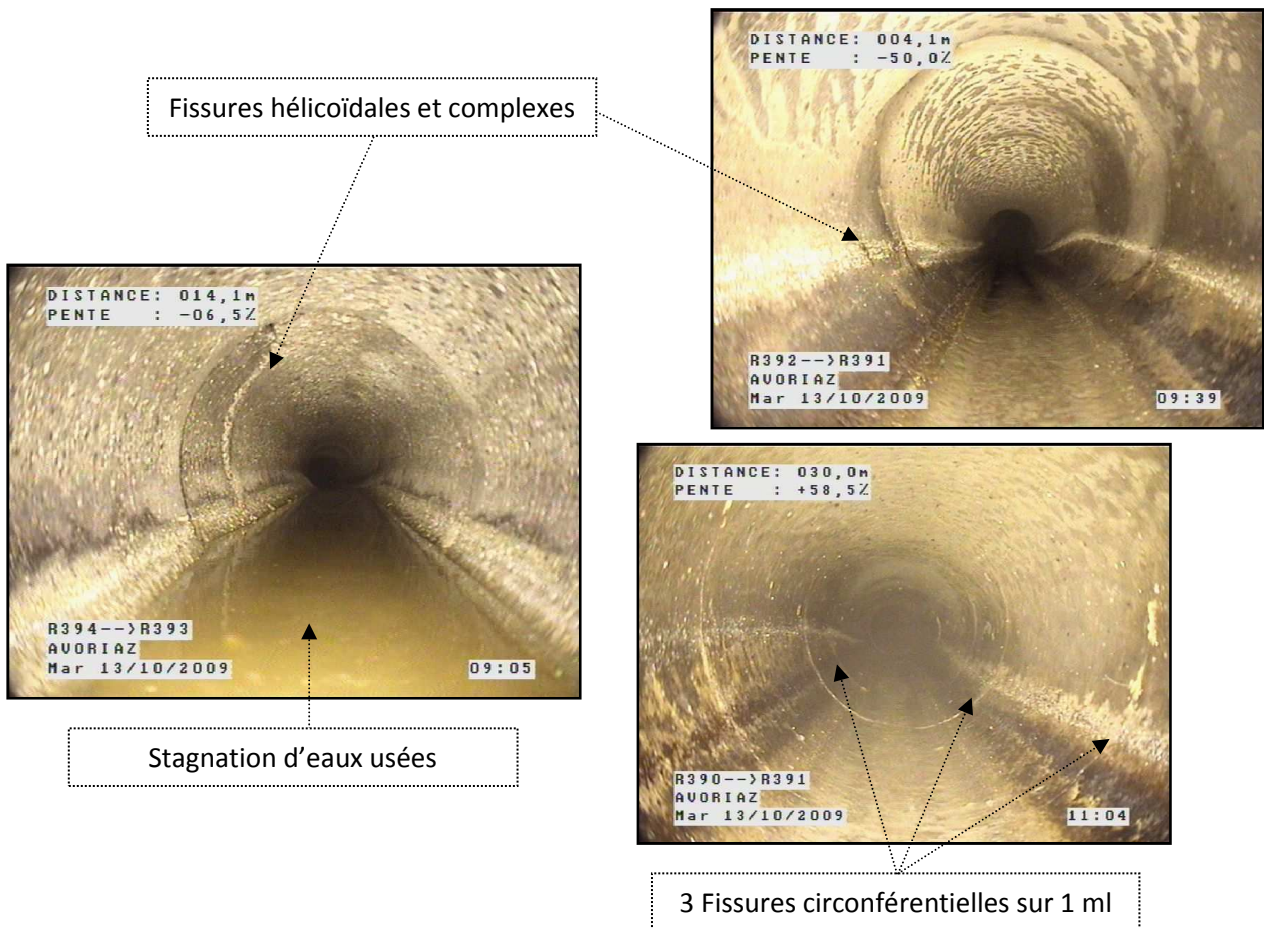 DISTANCE: 004,1m
PENTE : -50,0%
Fissures hélicoïdales et complexes
R392-->R391
AVORIAZ
Mar 13/10/2009 09:39
DISTANCE: 014,1m
PENTE : -06,5%
R394-->R393
AVORIAZ
Mar 13/10/2009 09:05
Stagnation d'eaux usées
DISTANCE: 030,0m
PENTE : +58,5%
R390-->R391
AVORIAZ
Mar 13/10/2009 11:04
3 Fissures circonférentielles sur 1 ml